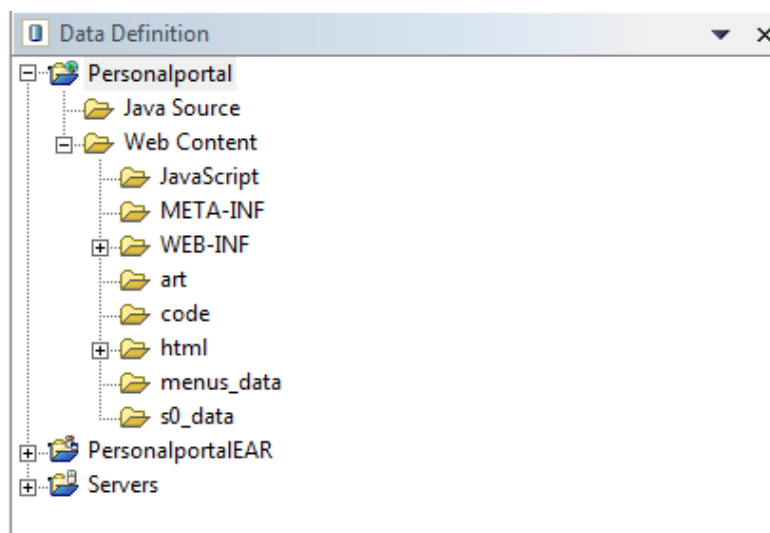 Data Definition
Personalportal
Java Source
Web Content
JavaScript
META-INF
WEB-INF
art
code
html
menus_data
s0_data
PersonalportalEAR
Servers